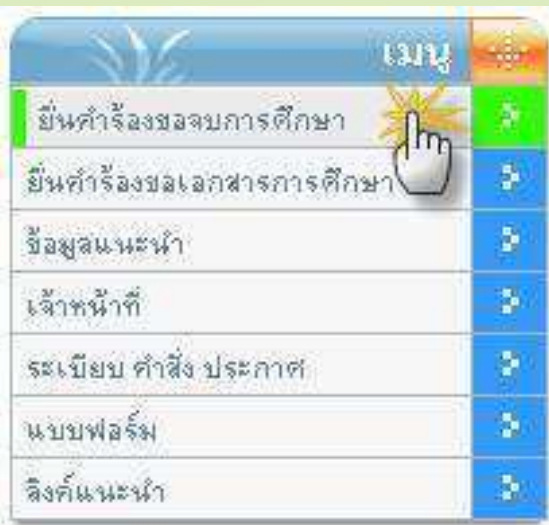 เมนู
ยื่นคำร้องขอจบการศึกษา
ยื่นคำร้องขอเอกสารการศึกษา
ข้อมูลแนะนำ
เจ้าหน้าที่
ระเบียบ คำสั่ง ประกาศ
แบบฟอร์ม
ลิงค์แนะนำ